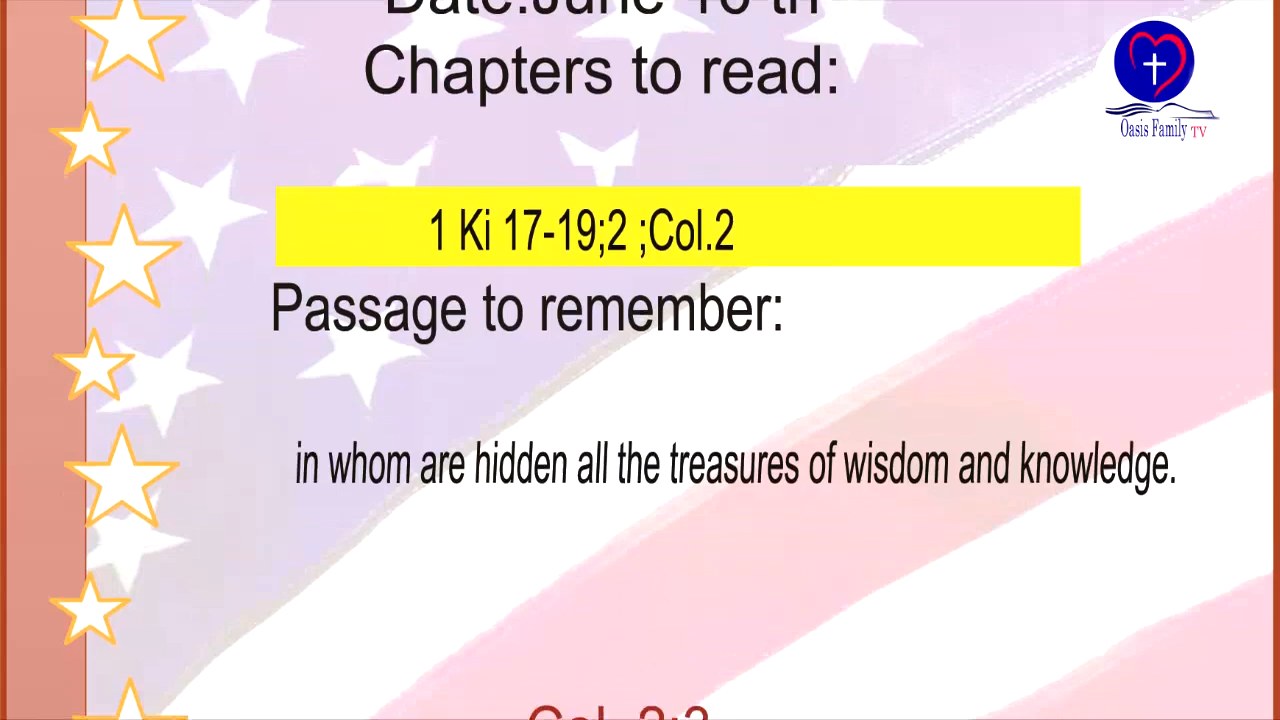 Chapters to read:
Oasis Family TV
1 Ki 17-19;2 ;Col.2
Passage to remember:
in whom are hidden all the treasures of wisdom and knowledge.